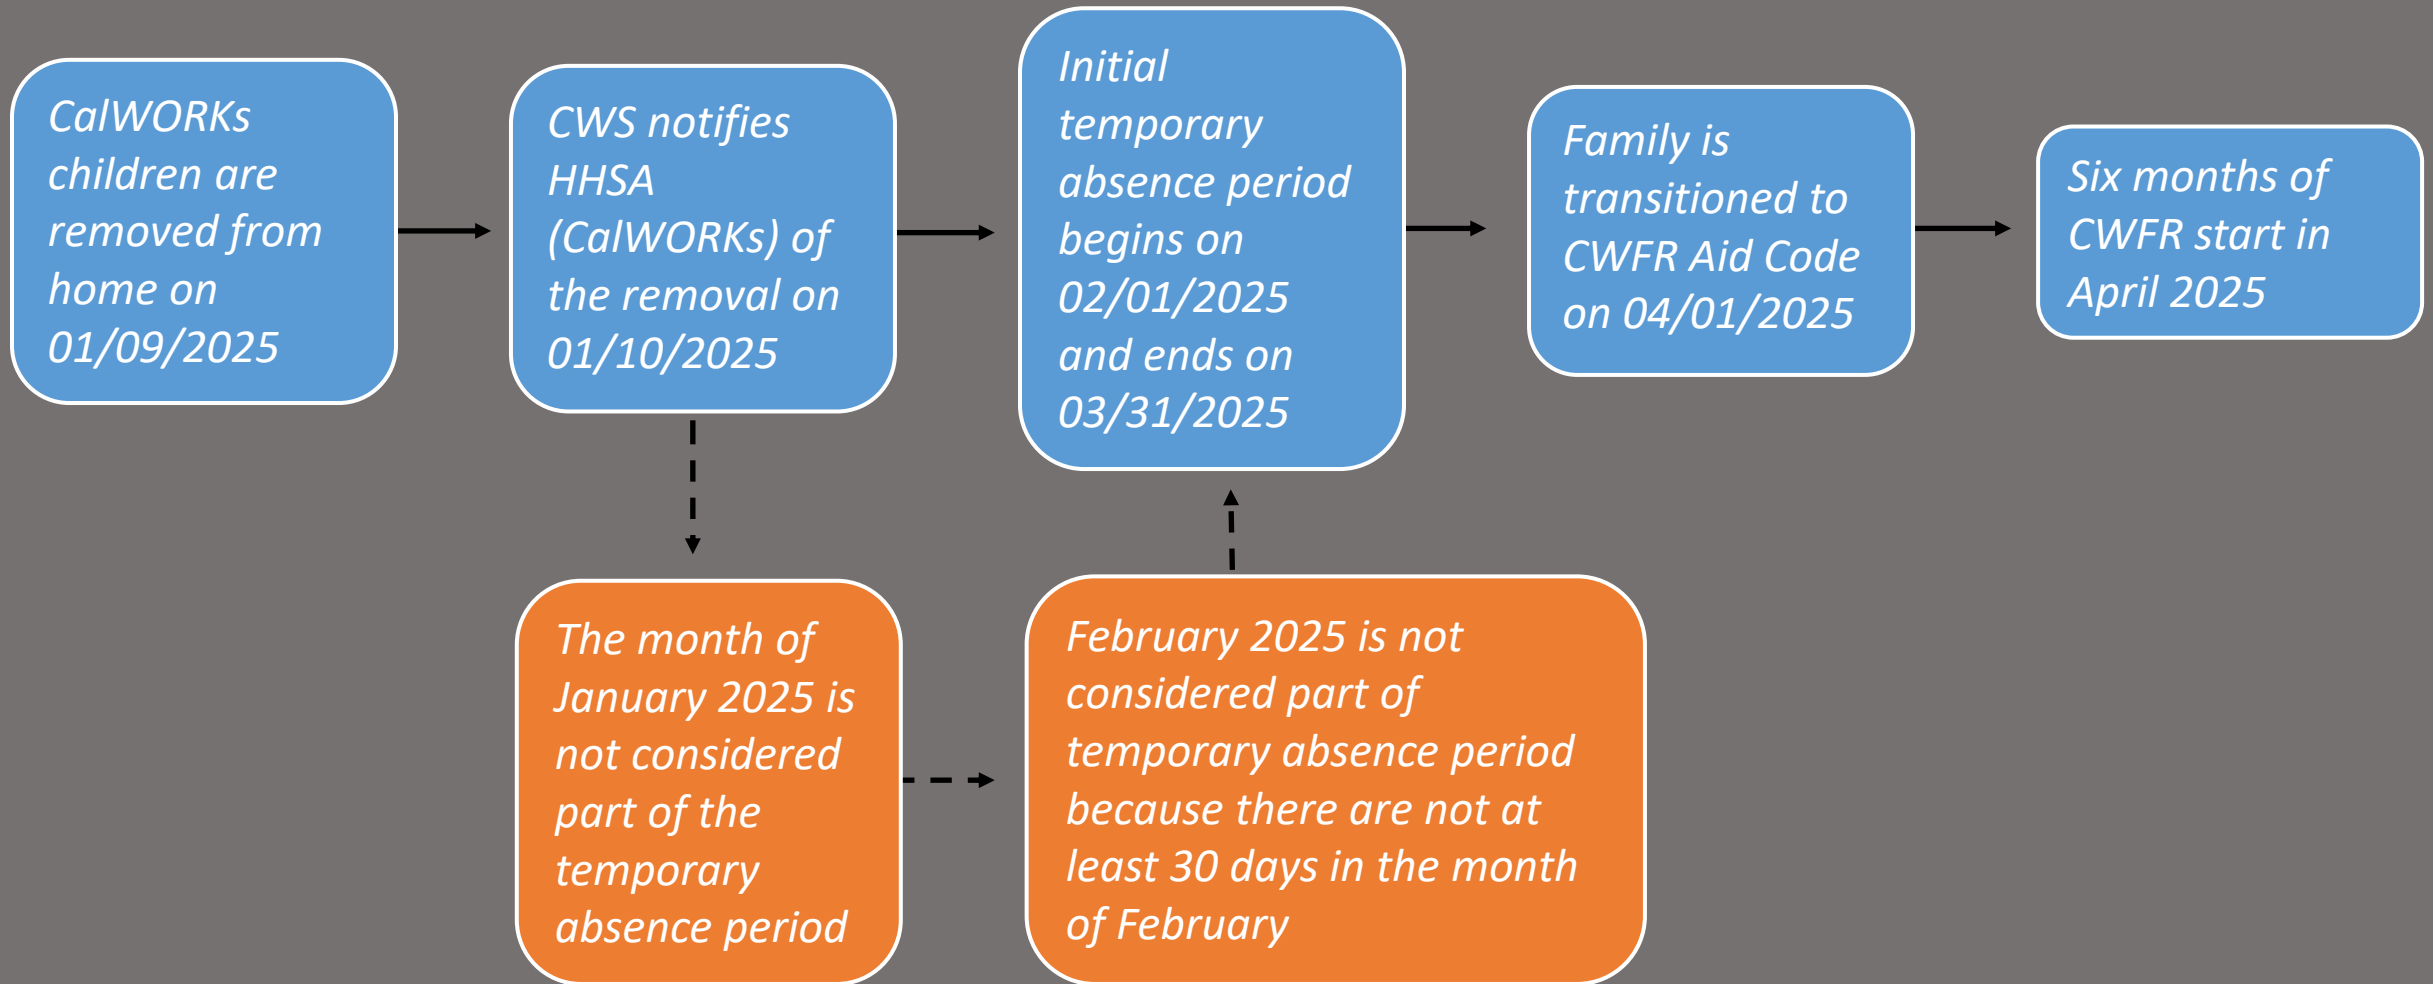 CalWORKs
children are
removed from
home on
01/09/2025
CWS notifies
HHSA
(CalWORKs) of
the removal on
01/10/2025
Initial
temporary
absence period
begins on
02/01/2025
and ends on
03/31/2025
Family is
transitioned to
CWFR Aid Code
on 04/01/2025
Six months of
CWFR start in
April 2025
The month of
January 2025 is
not considered
part of the
temporary
absence period
February 2025 is not
considered part of
temporary absence period
because there are not at
least 30 days in the month
of February